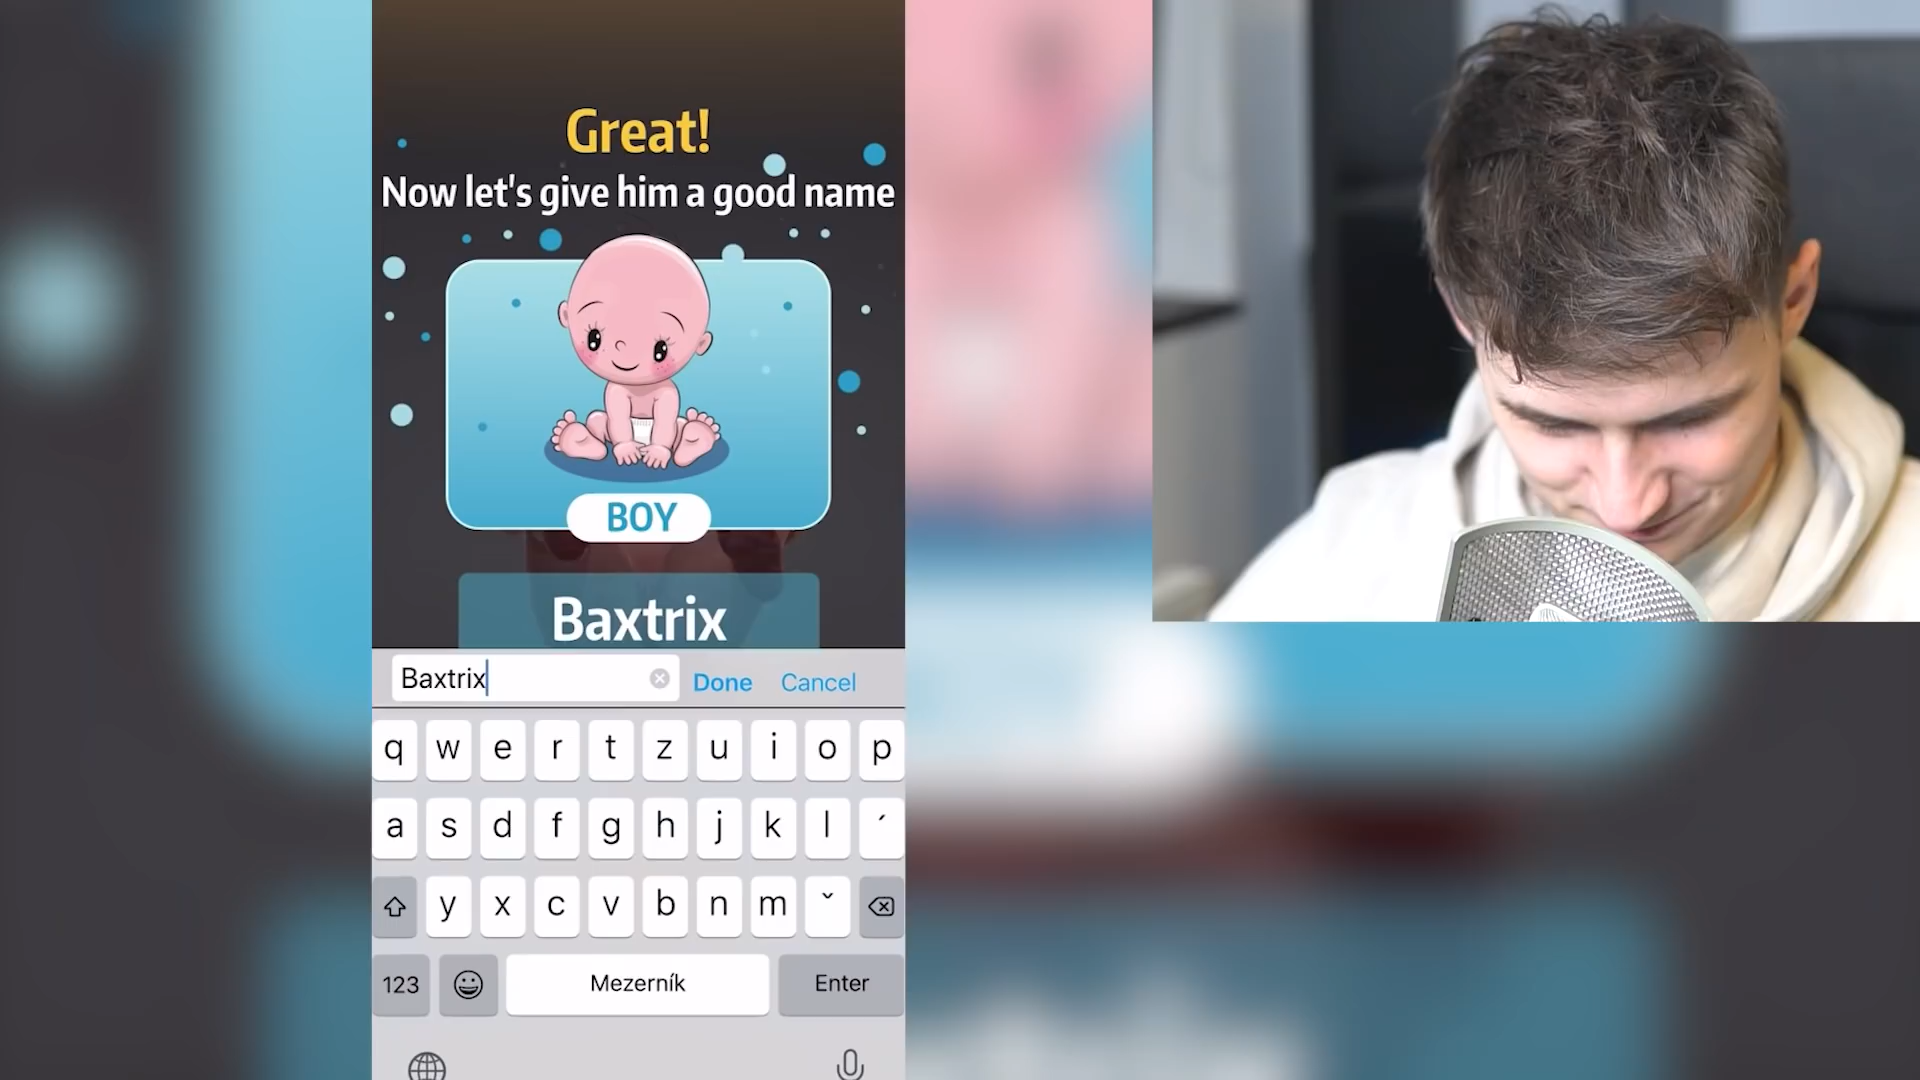 Great!
Now let's give him a good name
BOY
Baxtrix
Baxtrix Done Cancel
q w e r t z u i o p
a s d f g h j k l ´
y x c v b n m ˇ
123 Mezerník Enter